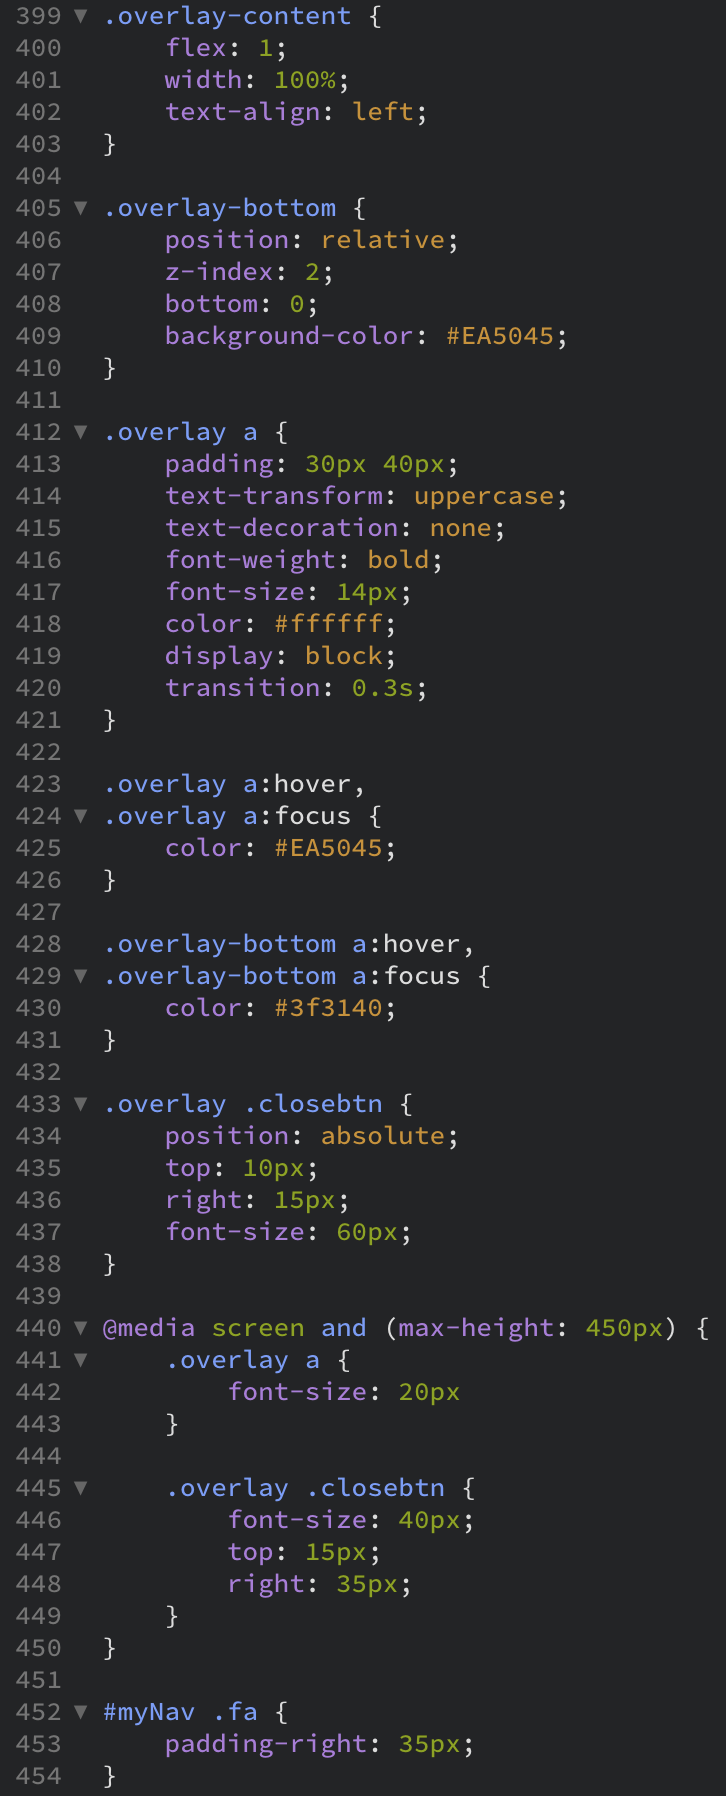 399 ▼ .overlay-content {
400 flex: 1;
401 width: 100%;
402 text-align: left;
403 }
404
405 ▼ .overlay-bottom {
406 position: relative;
407 z-index: 2;
408 bottom: 0;
409 background-color: #EA5045;
410 }
411
412 ▼ .overlay a {
413 padding: 30px 40px;
414 text-transform: uppercase;
415 text-decoration: none;
416 font-weight: bold;
417 font-size: 14px;
418 color: #ffffff;
419 display: block;
420 transition: 0.3s;
421 }
422
423 .overlay a:hover,
424 ▼ .overlay a:focus {
425 color: #EA5045;
426 }
427
428 .overlay-bottom a:hover,
429 ▼ .overlay-bottom a:focus {
430 color: #3f3140;
431 }
432
433 ▼ .overlay .closebtn {
434 position: absolute;
435 top: 10px;
436 right: 15px;
437 font-size: 60px;
438 }
439
440 ▼ @media screen and (max-height: 450px) {
441 ▼ .overlay a {
442 font-size: 20px
443 }
444
445 ▼ .overlay .closebtn {
446 font-size: 40px;
447 top: 15px;
448 right: 35px;
449 }
450 }
451
452 ▼ #myNav .fa {
453 padding-right: 35px;
454 }